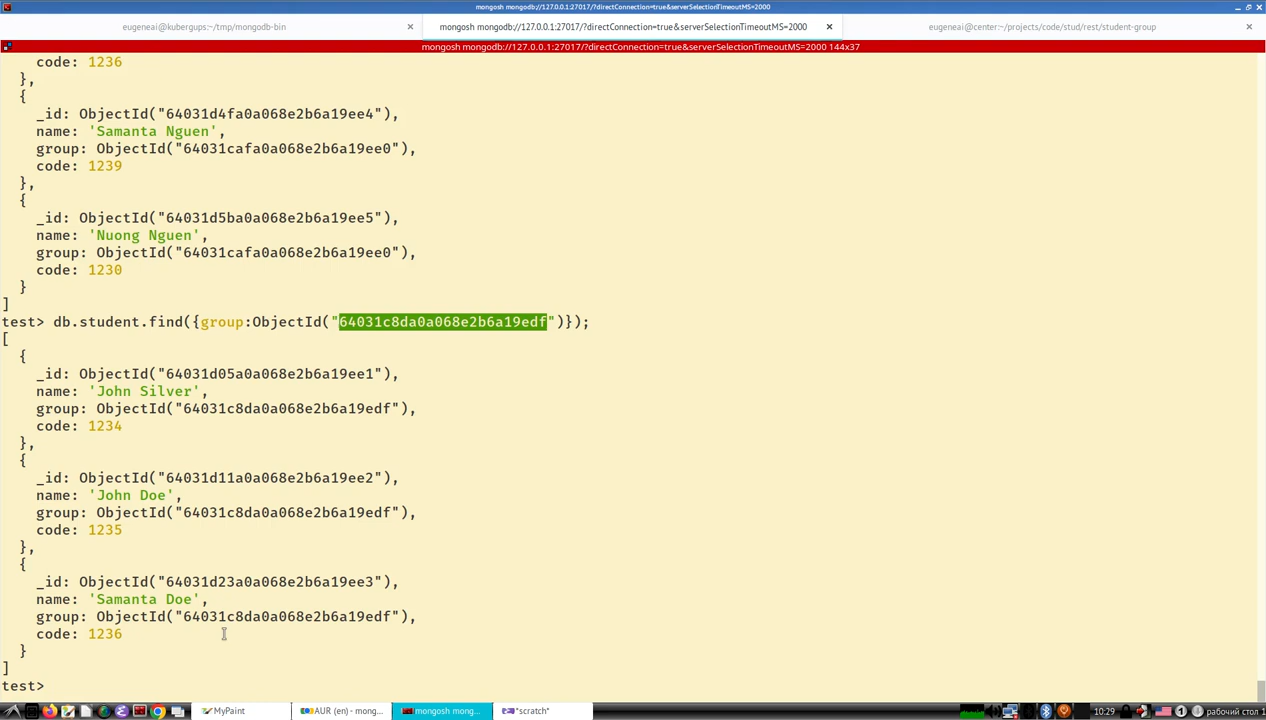 mongosh mongodb://127.0.0.1:27017/?directConnection=true&serverSelectionTimeoutMS=2000
eugeneai@kubergups:~/tmp/mongodb-bin
mongosh mongodb://127.0.0.1:27017/?directConnection=true&serverSelectionTimeoutMS=2000
eugeneai@center:~/projects/code/stud/rest/student-group
mongosh mongodb://127.0.0.1:27017/?directConnection=true&serverSelectionTimeoutMS=2000 144x37
    code: 1236
  },
  {
    _id: ObjectId("64031d4fa0a068e2b6a19ee4"),
    name: 'Samanta Nguen',
    group: ObjectId("64031cafa0a068e2b6a19ee0"),
    code: 1239
  },
  {
    _id: ObjectId("64031d5ba0a068e2b6a19ee5"),
    name: 'Nuong Nguen',
    group: ObjectId("64031cafa0a068e2b6a19ee0"),
    code: 1230
  }
]
test> db.student.find({group:ObjectId("64031c8da0a068e2b6a19edf")});
[
  {
    _id: ObjectId("64031d05a0a068e2b6a19ee1"),
    name: 'John Silver',
    group: ObjectId("64031c8da0a068e2b6a19edf"),
    code: 1234
  },
  {
    _id: ObjectId("64031d11a0a068e2b6a19ee2"),
    name: 'John Doe',
    group: ObjectId("64031c8da0a068e2b6a19edf"),
    code: 1235
  },
  {
    _id: ObjectId("64031d23a0a068e2b6a19ee3"),
    name: 'Samanta Doe',
    group: ObjectId("64031c8da0a068e2b6a19edf"),
    code: 1236
  }
]
test>
MyPaint
AUR (en) - mong...
mongosh mong...
*scratch*
10:29
рабочий стол 1